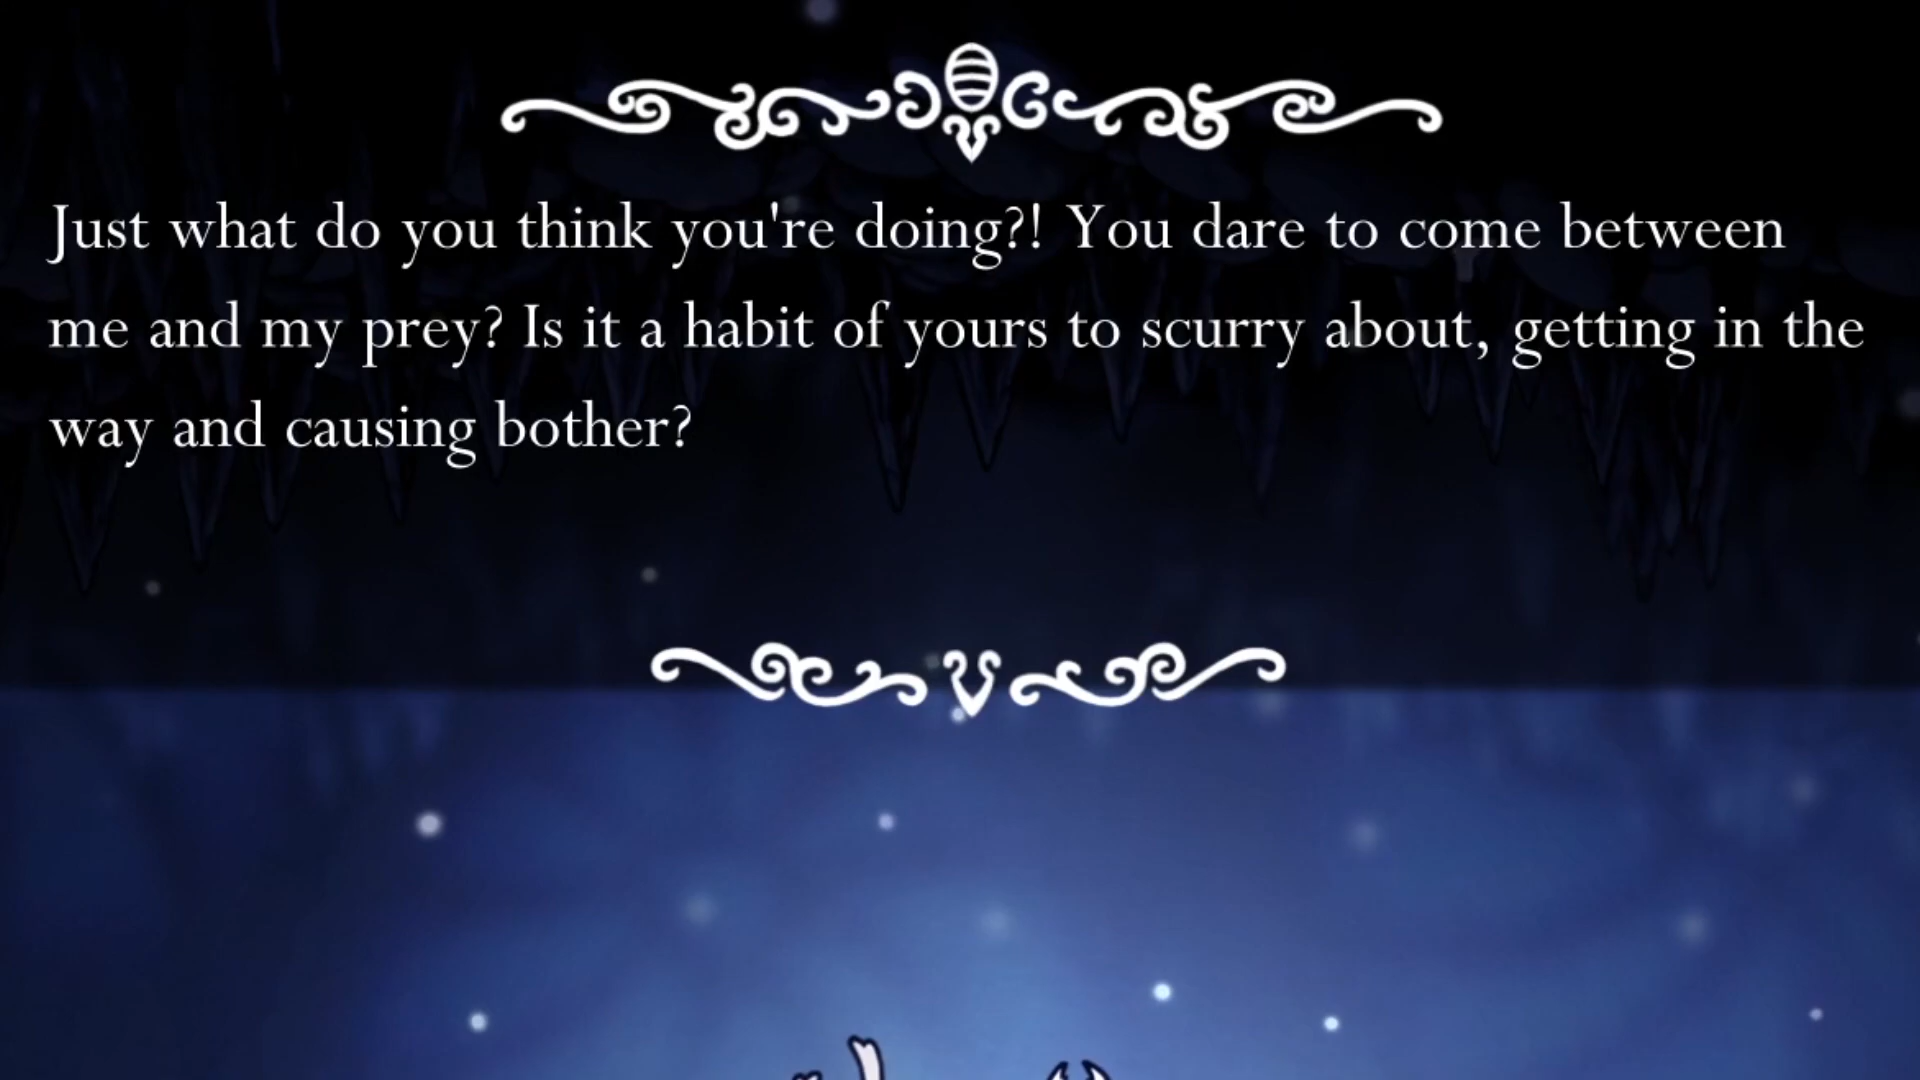 Just what do you think you're doing?! You dare to come between
me and my prey? Is it a habit of yours to scurry about, getting in the
way and causing bother?